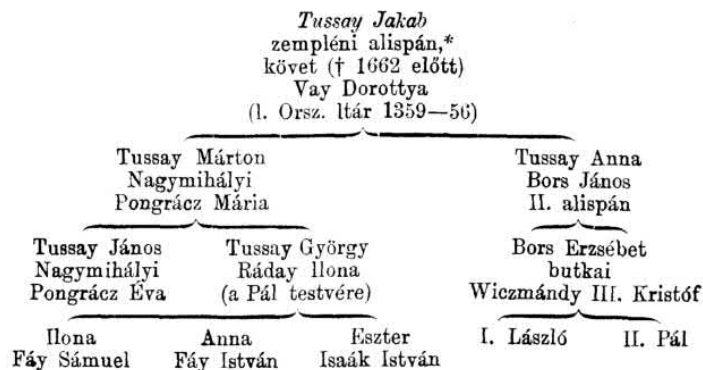 Tussay Jakab
zempléni alispán,*
követ († 1662 előtt)
Vay Dorottya
(l. Orsz. ltár 1359—56)
Tussay Márton
Nagymihályi
Pongrácz Mária
Tussay Anna
Bors János
II. alispán
Tussay János
Nagymihályi
Pongrácz Éva
Tussay György
Ráday Ilona
(a Pál testvére)
Bors Erzsébet
butkai
Wiczmándy III. Kristóf
Ilona
Fáy Sámuel
Anna
Fáy István
Eszter
Isaák István
I. László
II. Pál